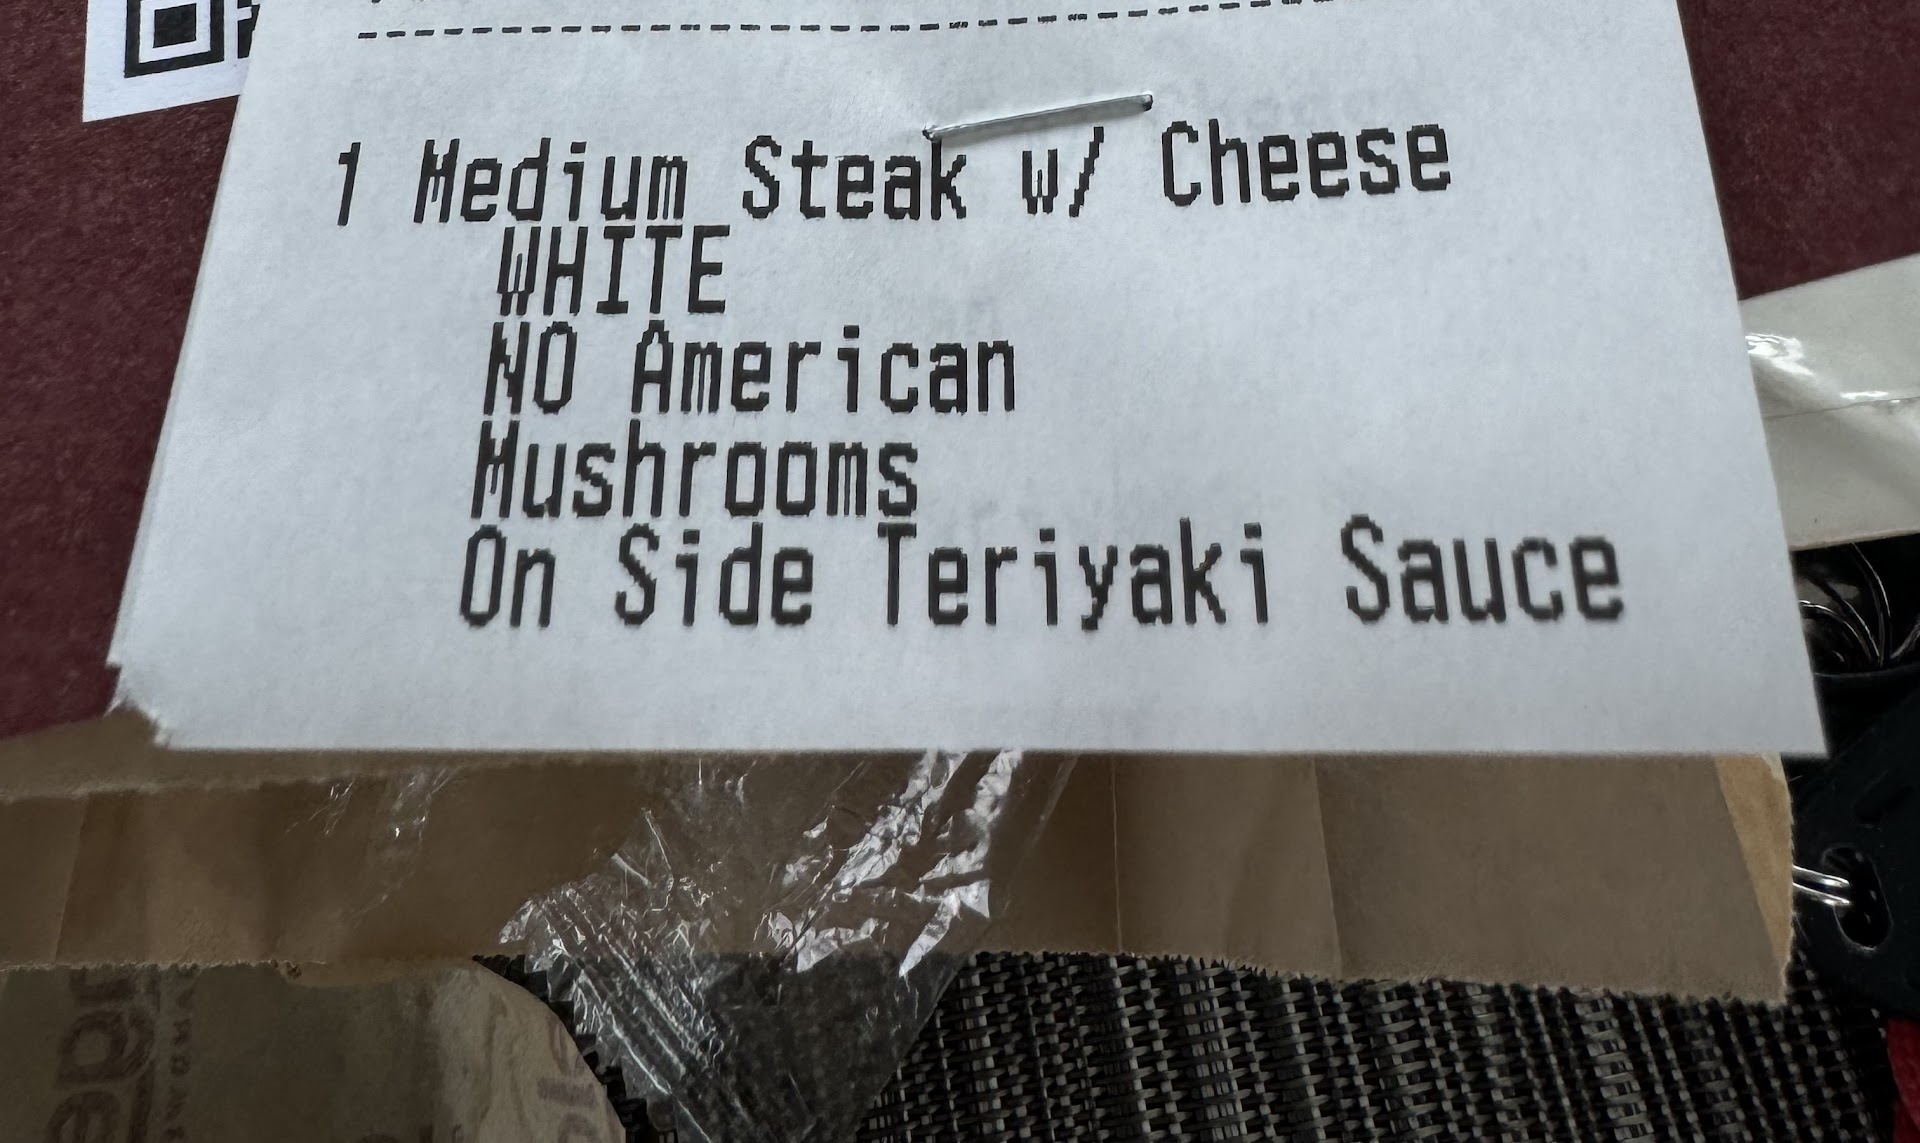 1 Medium Steak w/ Cheese
WHITE
NO American
Mushrooms
On Side Teriyaki Sauce